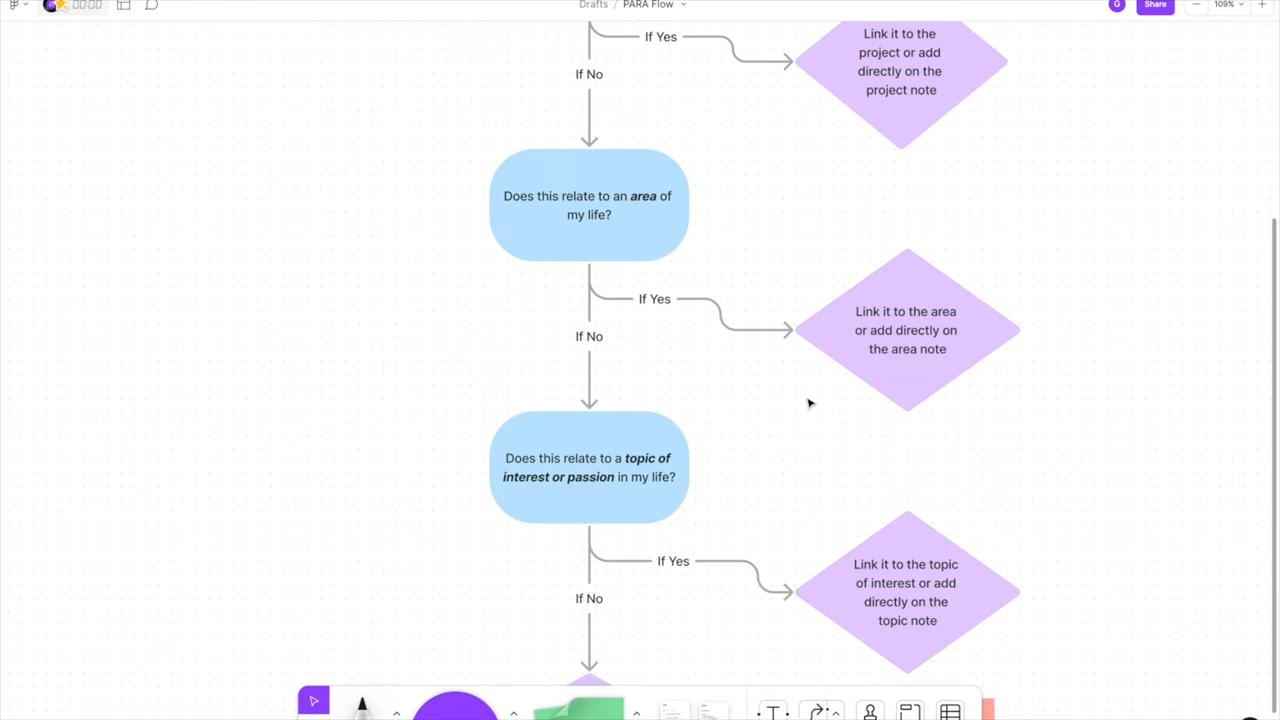 00:00
Drafts / PARA Flow
G
Share
109%
Link it to the
project or add
directly on the
project note
If Yes
If No
Does this relate to an area of
my life?
If Yes
Link it to the area
or add directly on
the area note
If No
Does this relate to a topic of
interest or passion in my life?
If Yes
Link it to the topic
of interest or add
directly on the
topic note
If No
T